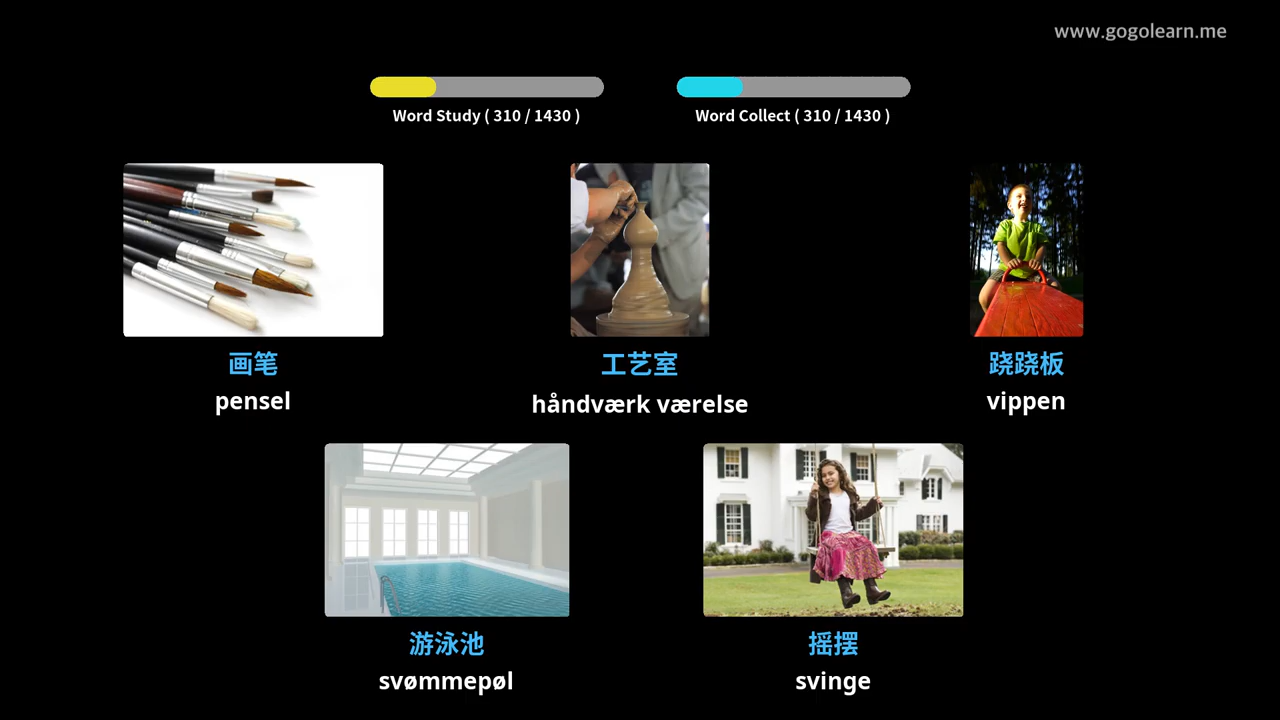 www.gogolearn.me
Word Study ( 310 / 1430 )
Word Collect ( 310 / 1430 )
画笔
pensel
工艺室
håndværk værelse
跷跷板
vippen
游泳池
svømmepøl
摇摆
svinge